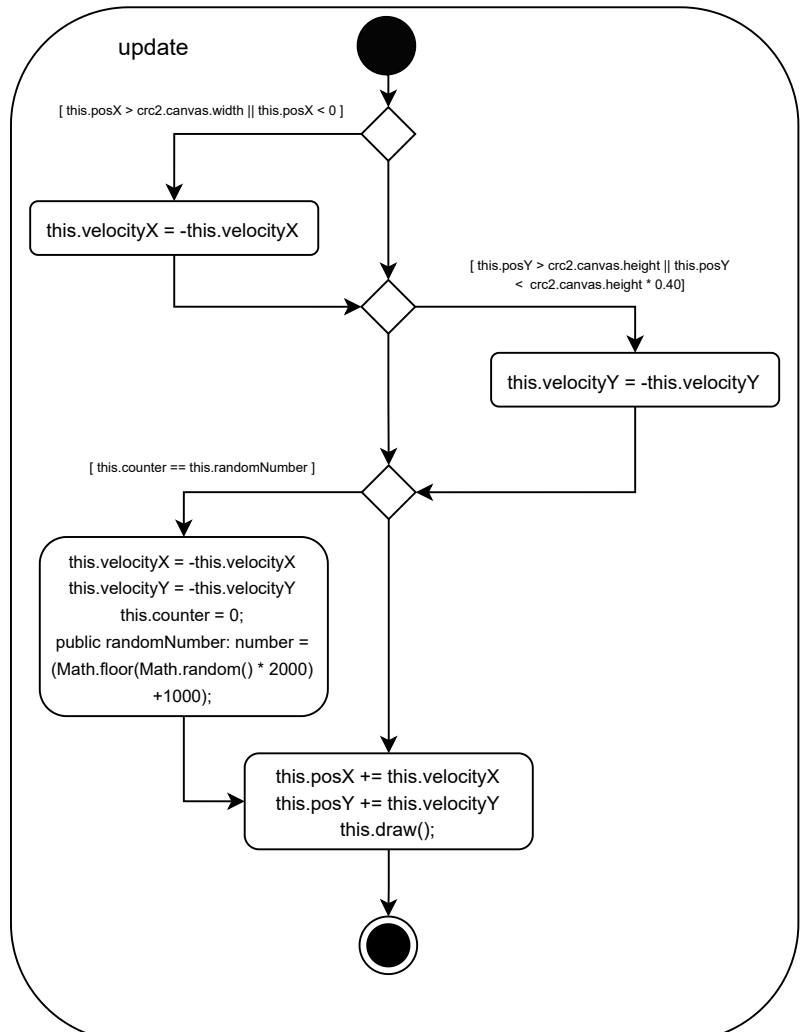 update
[ this.posX > crc2.canvas.width || this.posX < 0 ]
this.velocityX = -this.velocityX
[ this.posY > crc2.canvas.height || this.posY
< crc2.canvas.height * 0.40]
this.velocityY = -this.velocityY
[ this.counter == this.randomNumber ]
this.velocityX = -this.velocityX
this.velocityY = -this.velocityY
this.counter = 0;
public randomNumber: number =
(Math.floor(Math.random() * 2000)
+1000);
this.posX += this.velocityX
this.posY += this.velocityY
this.draw();